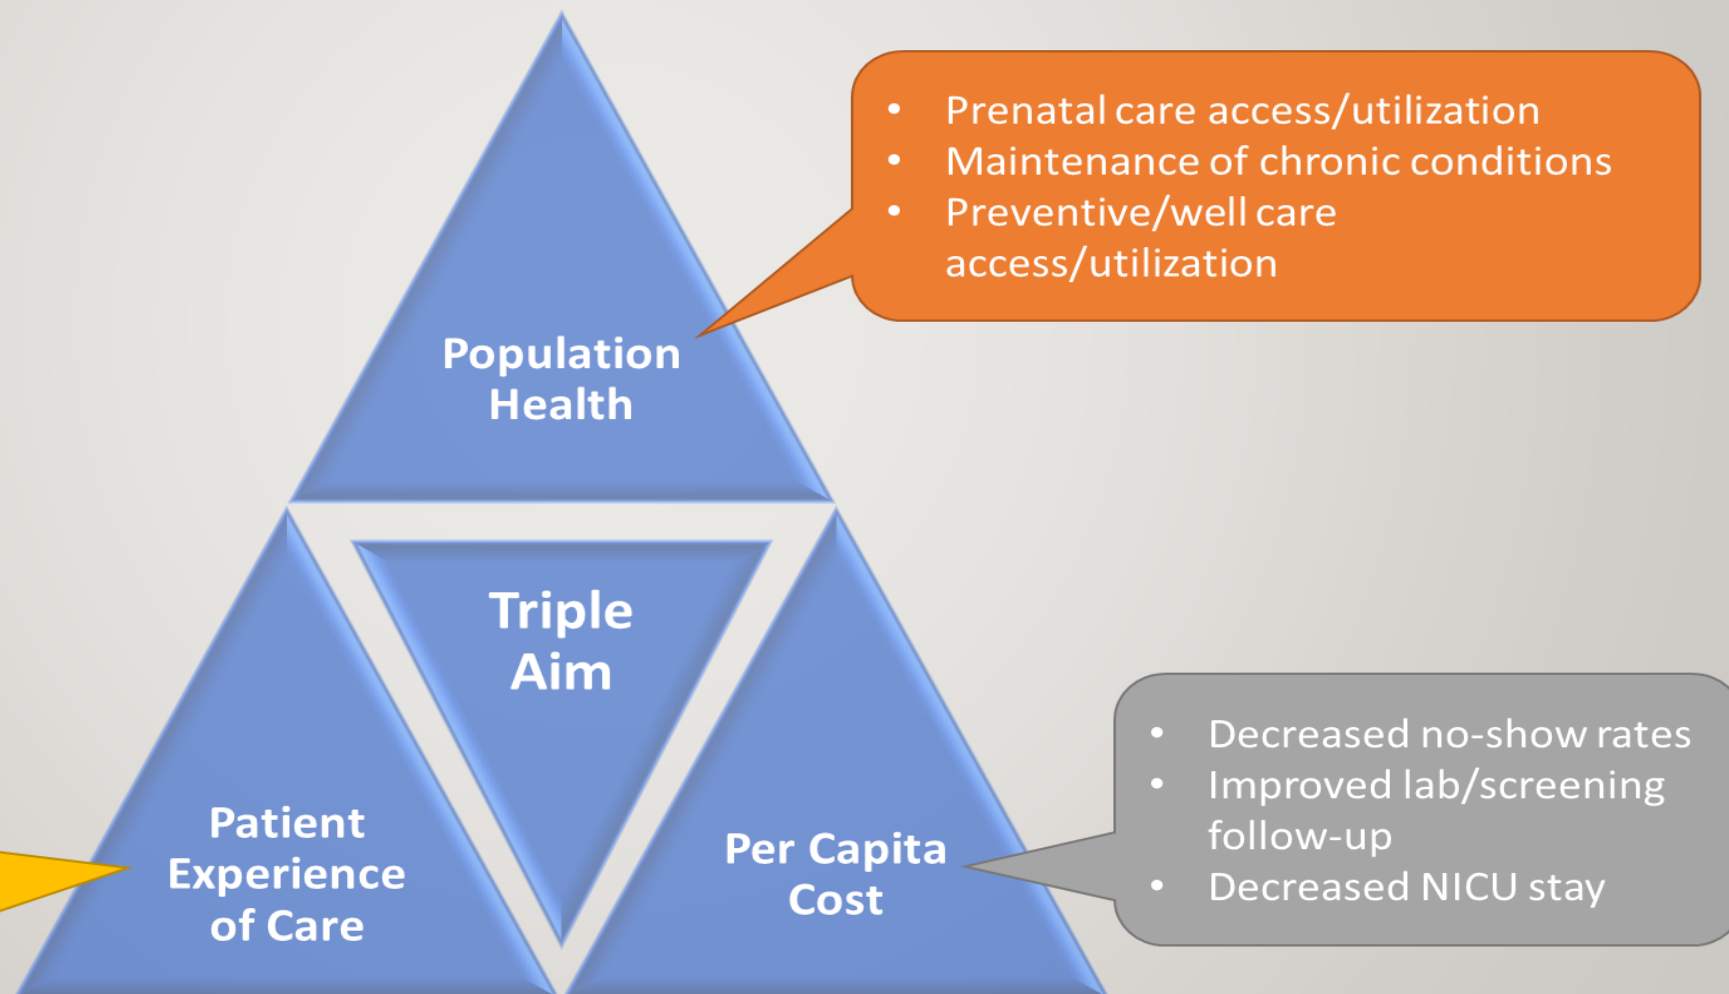 • Prenatal care access/utilization
• Maintenance of chronic conditions
• Preventive/well care
access/utilization
Population
Health
Triple
Aim
Patient
Experience
of Care
Per Capita
Cost
• Decreased no-show rates
• Improved lab/screening
follow-up
• Decreased NICU stay